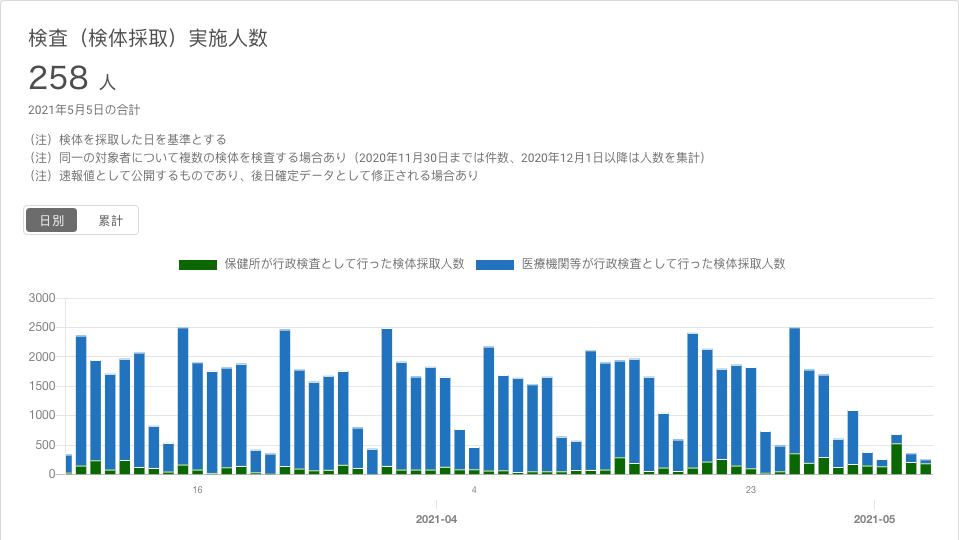 検査（検体採取）実施人数
258 人
2021年5月5日の合計
（注）検体を採取した日を基準とする
（注）同一の対象者について複数の検体を検査する場合あり（2020年11月30日までは件数、2020年12月1日以降は人数を集計）
（注）速報値として公開するものであり、後日確定データとして修正される場合あり
日別 累計
保健所が行政検査として行った検体採取人数 医療機関等が行政検査として行った検体採取人数
3000
2500
2000
1500
1000
500
0
16 4 23
2021-04 2021-05